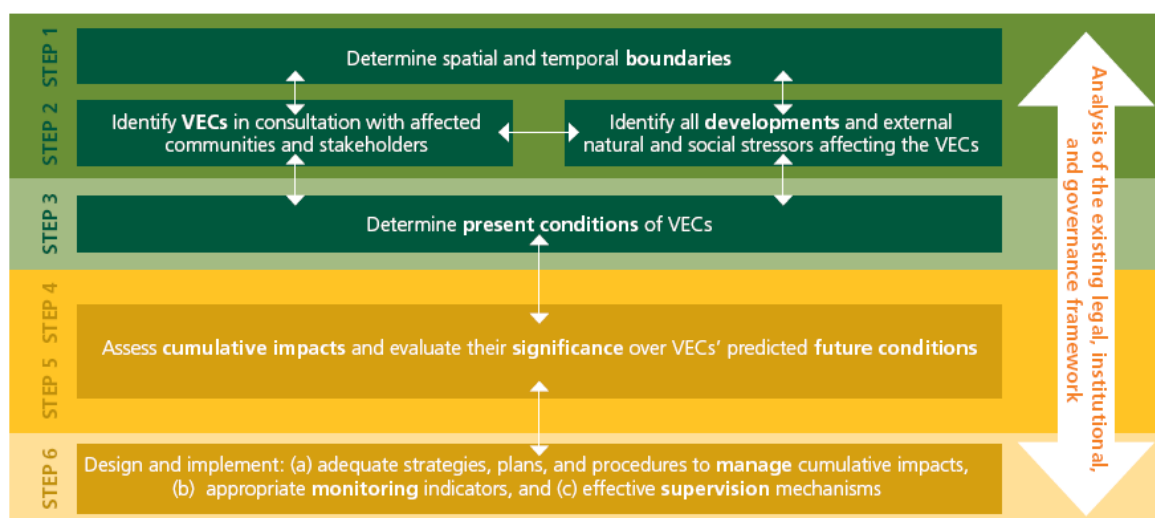 STEP 1
Determine spatial and temporal boundaries
STEP 2
Identify VECs in consultation with affected
communities and stakeholders
Identify all developments and external
natural and social stressors affecting the VECs
STEP 3
Determine present conditions of VECs
STEP 4
STEP 5
Assess cumulative impacts and evaluate their significance over VECs’ predicted future conditions
STEP 6
Design and implement: (a) adequate strategies, plans, and procedures to manage cumulative impacts,
(b) appropriate monitoring indicators, and (c) effective supervision mechanisms
Analysis of the existing legal, institutional,
and governance framework